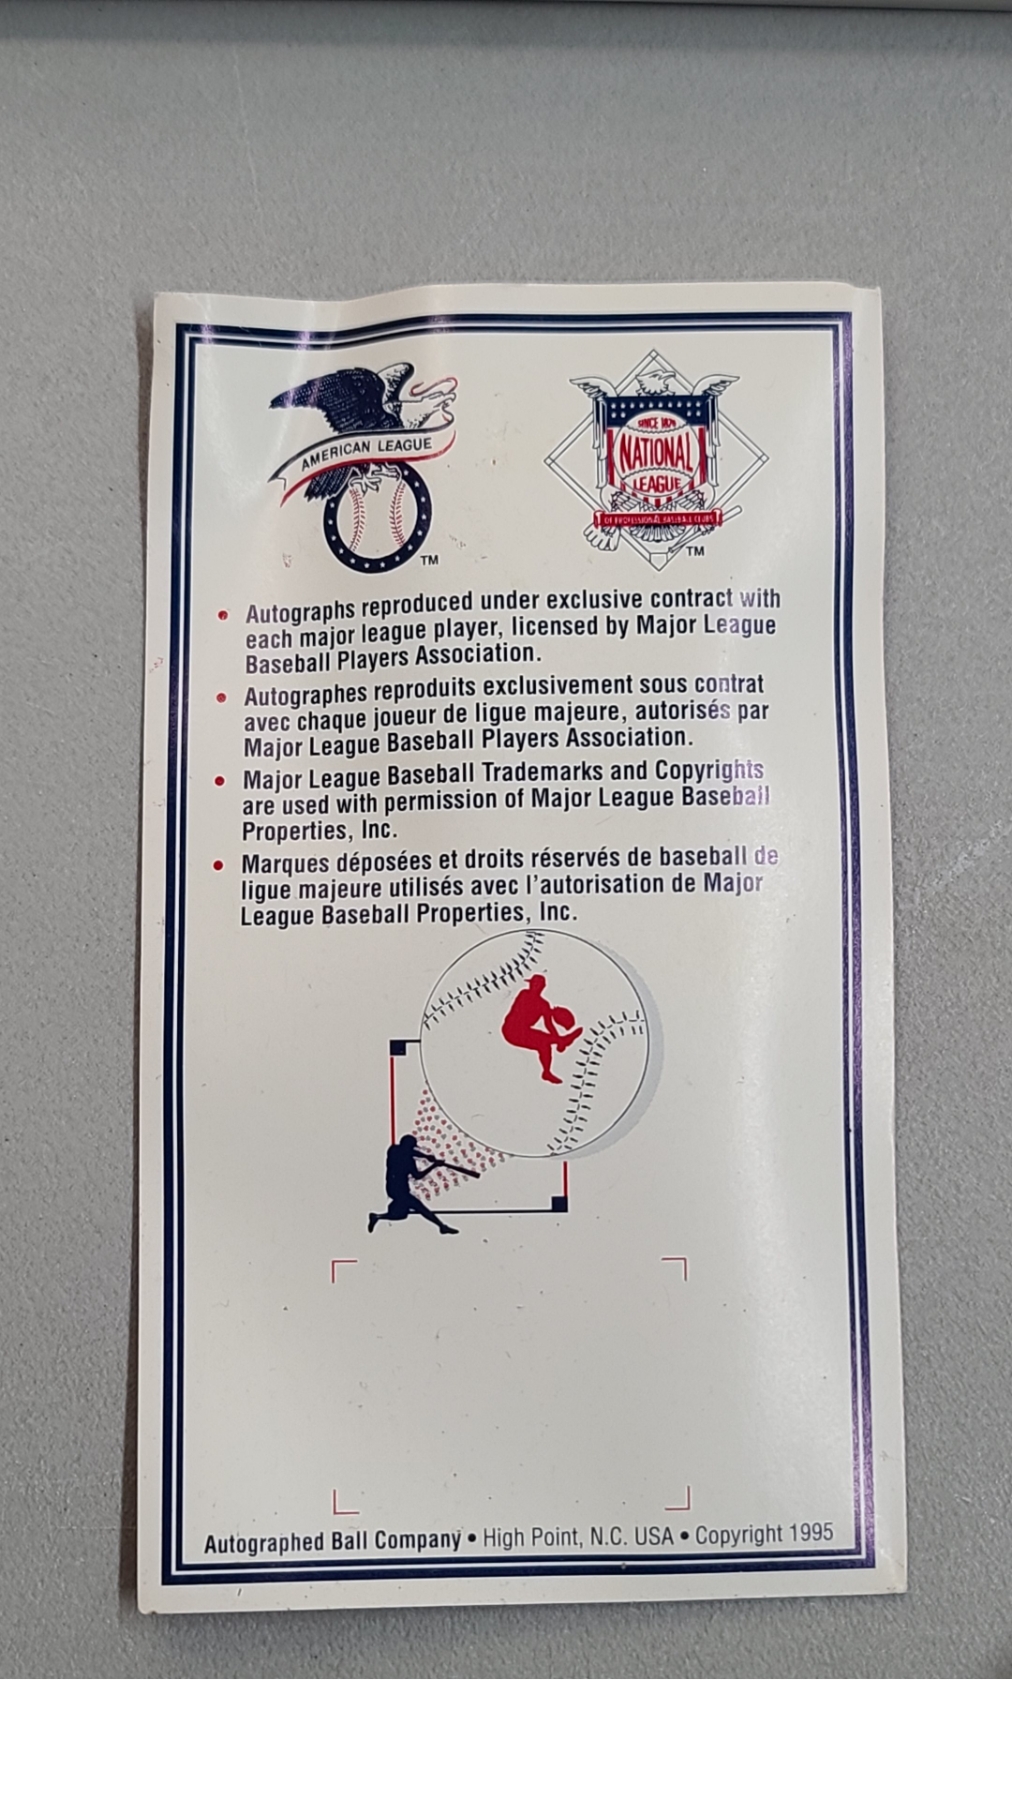 AMERICAN LEAGUE
TM
SINCE 1876
NATIONAL
LEAGUE
OF PROFESSIONAL BASEBALL CLUBS
TM
• Autographs reproduced under exclusive contract with
each major league player, licensed by Major League
Baseball Players Association.
• Autographes reproduits exclusivement sous contrat
avec chaque joueur de ligue majeure, autorisés par
Major League Baseball Players Association.
• Major League Baseball Trademarks and Copyrights
are used with permission of Major League Baseball
Properties, Inc.
• Marques déposées et droits réservés de baseball de
ligue majeure utilisés avec l'autorisation de Major
League Baseball Properties, Inc.
Autographed Ball Company • High Point, N.C. USA • Copyright 1995